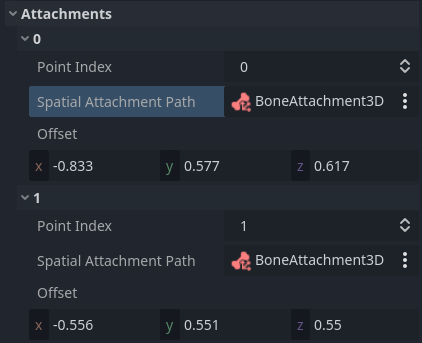 Attachments
0
Point Index 0
Spatial Attachment Path BoneAttachment3D
Offset
x -0.833 y 0.577 z 0.617
1
Point Index 1
Spatial Attachment Path BoneAttachment3D
Offset
x -0.556 y 0.551 z 0.55